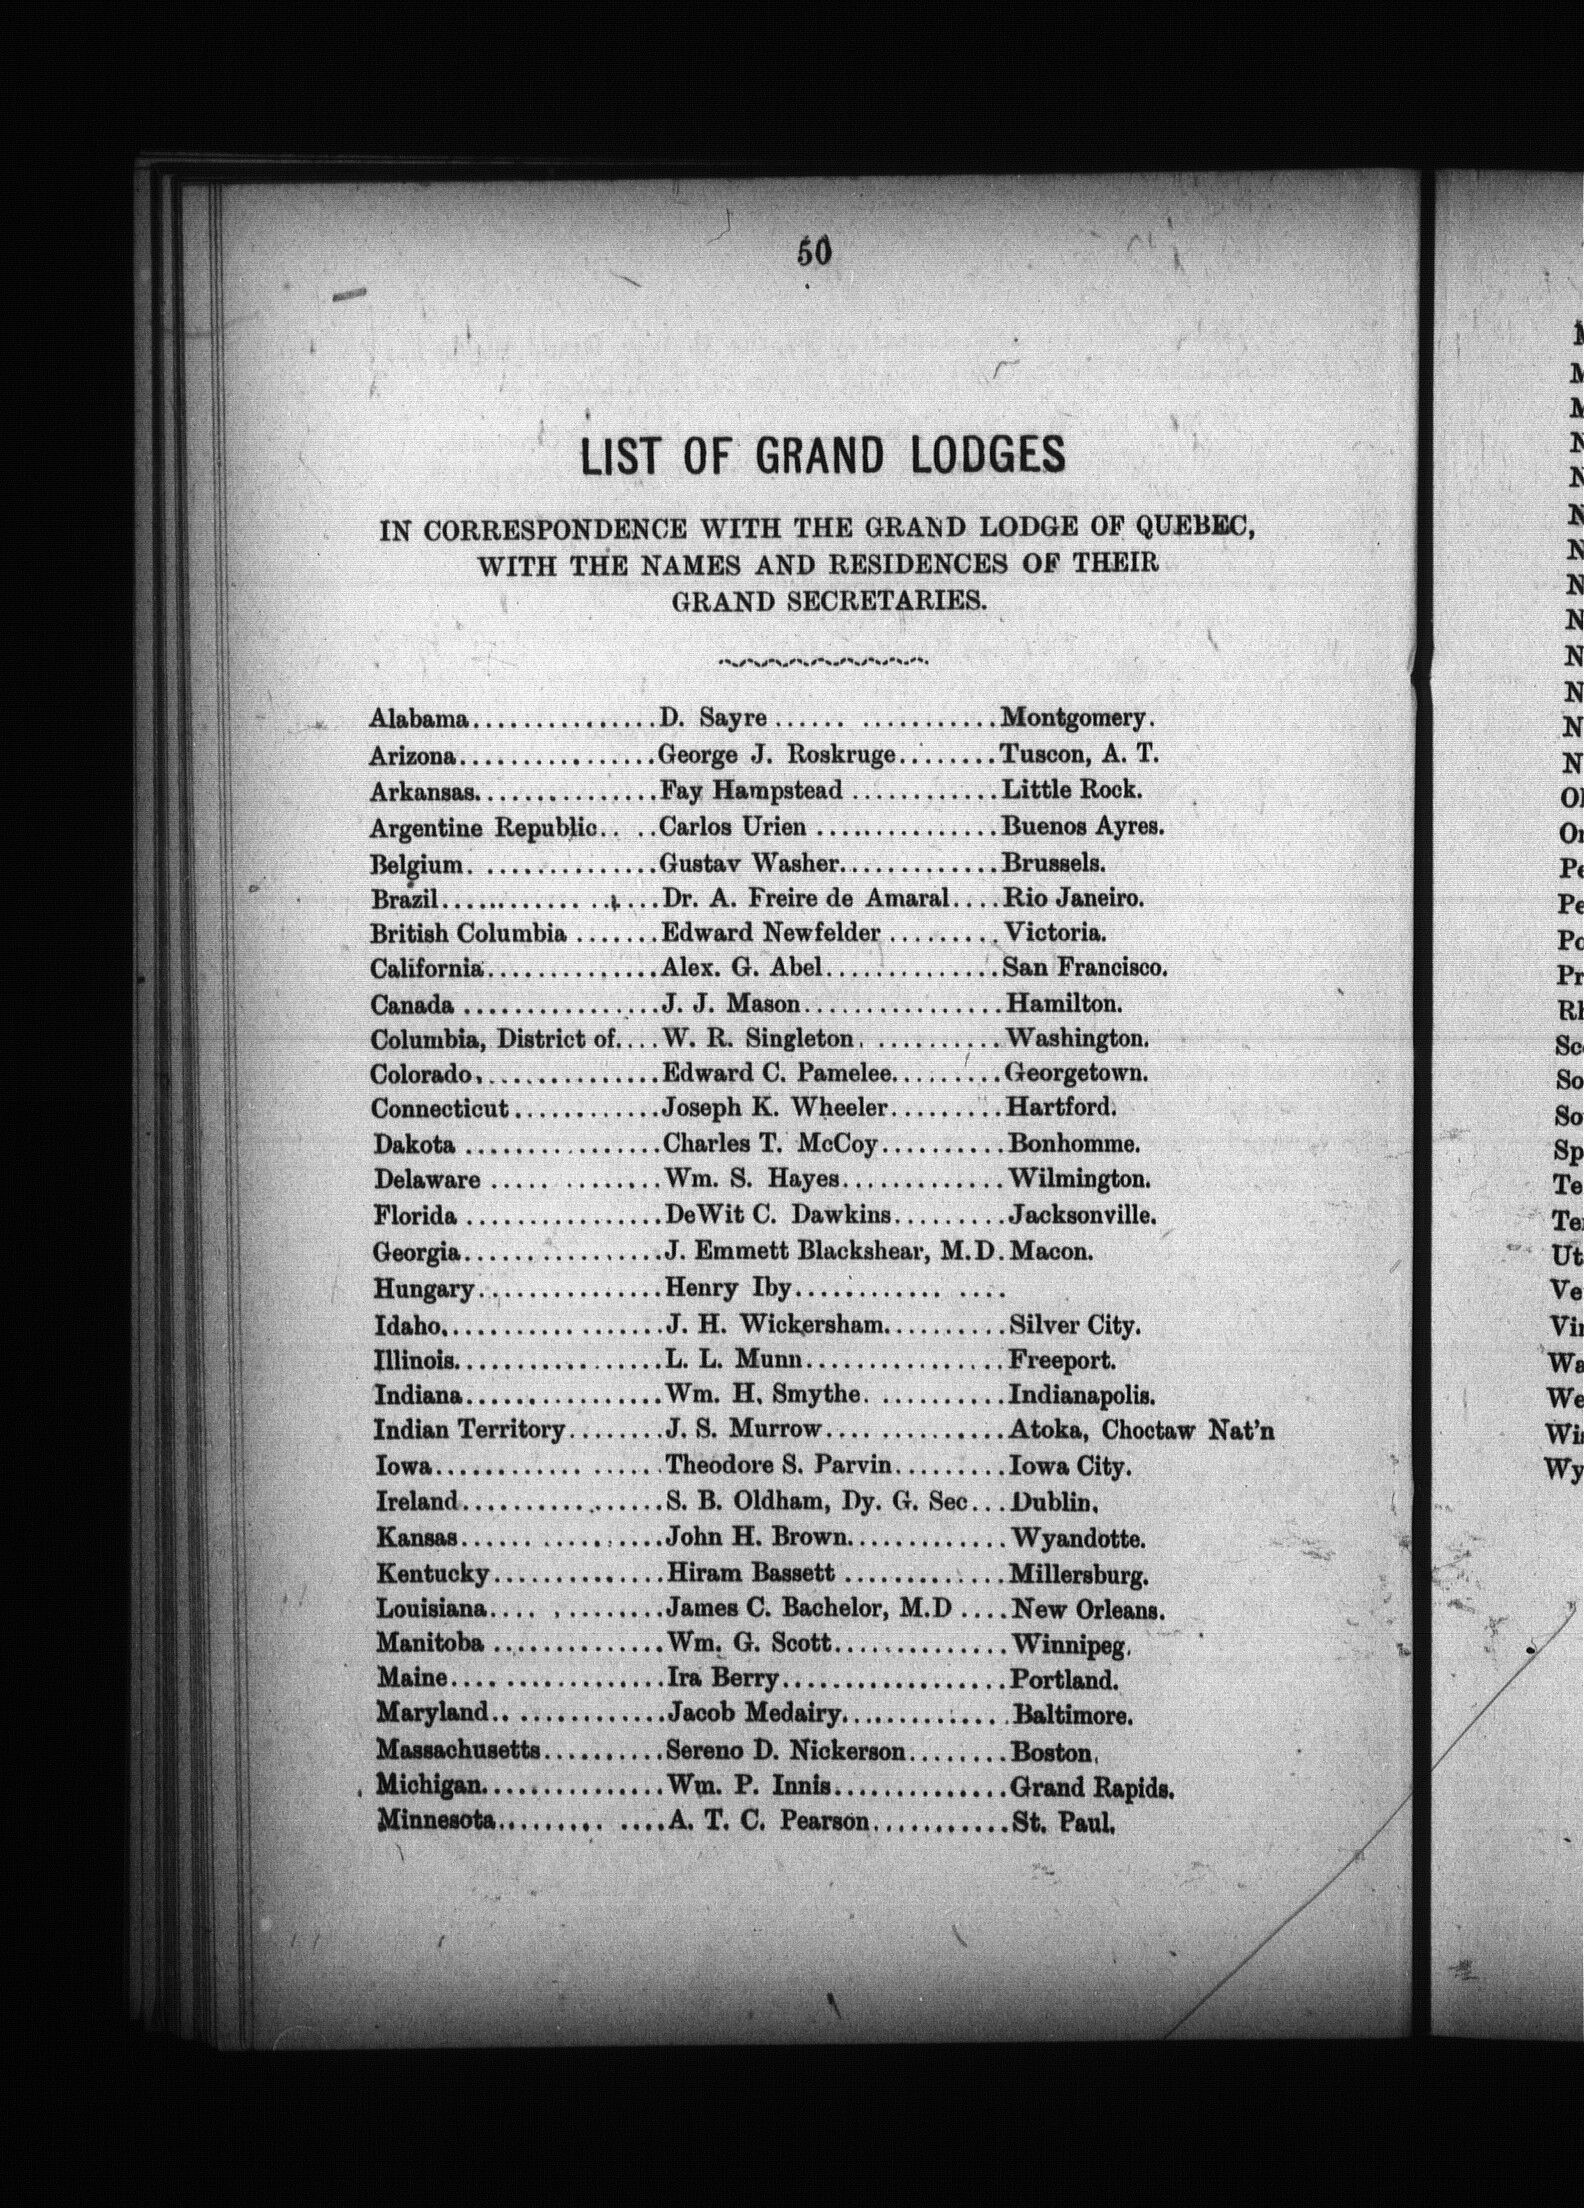 50
LIST OF GRAND LODGES
IN CORRESPONDENCE WITH THE GRAND LODGE OF QUEBEC,
WITH THE NAMES AND RESIDENCES OF THEIR
GRAND SECRETARIES.
Alabama...............D. Sayre...... ...........Montgomery.
Arizona................George J. Roskruge........Tuscon, A. T.
Arkansas...............Fay Hampstead............Little Rock.
Argentine Republic.. ..Carlos Urien...............Buenos Ayres.
Belgium. ..............Gustav Washer.............Brussels.
Brazil........... ......Dr. A. Freire de Amaral....Rio Janeiro.
British Columbia.......Edward Newfelder.........Victoria.
California..............Alex. G. Abel..............San Francisco.
Canada................J. J. Mason................Hamilton.
Columbia, District of....W. R. Singleton. ..........Washington.
Colorado...............Edward C. Pamelee.........Georgetown.
Connecticut............Joseph K. Wheeler.........Hartford.
Dakota................Charles T. McCoy..........Bonhomme.
Delaware..... ........Wm. S. Hayes.............Wilmington.
Florida................DeWit C. Dawkins.........Jacksonville.
Georgia................J. Emmett Blackshear, M.D.Macon.
Hungary...............Henry Iby............ ....
Idaho..................J. H. Wickersham..........Silver City.
Illinois.................L. L. Munn................Freeport.
Indiana................Wm. H. Smythe. ..........Indianapolis.
Indian Territory........J. S. Murrow.... ..........Atoka, Choctaw Nat'n
Iowa............ ......Theodore S. Parvin.........Iowa City.
Ireland.................S. B. Oldham, Dy. G. Sec...Dublin.
Kansas...... ..........John H. Brown.............Wyandotte.
Kentucky..............Hiram Bassett.............Millersburg.
Louisiana.... .........James C. Bachelor, M.D....New Orleans.
Manitoba..............Wm. G. Scott..............Winnipeg.
Maine.... .............Ira Berry..................Portland.
Maryland.. ............Jacob Medairy..............Baltimore.
Massachusetts..........Sereno D. Nickerson........Boston.
Michigan...............Wm. P. Innis..............Grand Rapids.
Minnesota......... ....A. T. C. Pearson...........St. Paul.